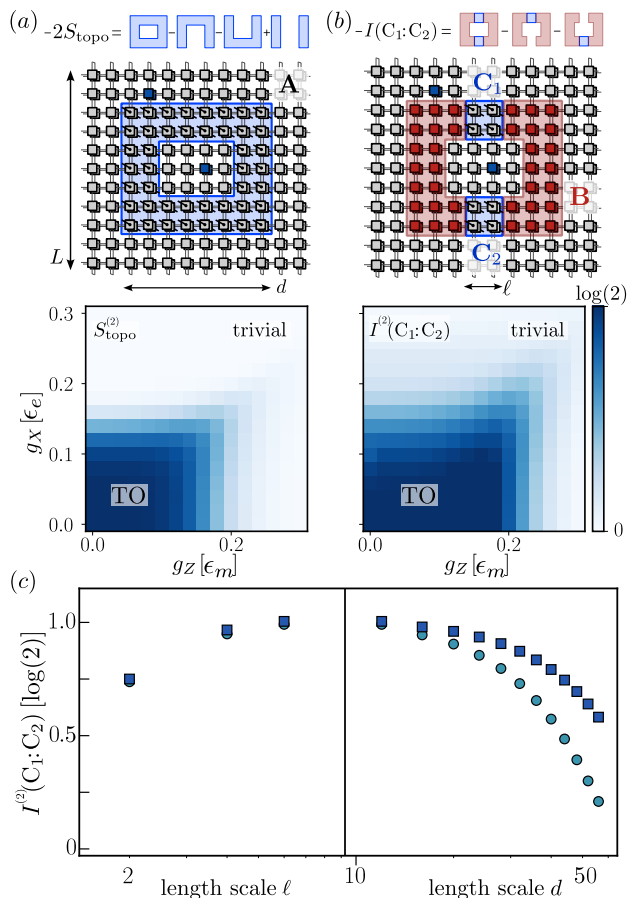 (a) -2S_topo = - - +
(b) -I(C₁:C₂)= - -
A
L
d
C₁
B
C₂
ℓ
log(2)
0.3
S_topo^(2)
trivial
I^(2)(C₁:C₂)
trivial
0.2
g_X [ϵ_e]
0.1
TO
TO
0.0
0
0.0
0.2
0.0
0.2
g_Z [ϵ_m]
g_Z [ϵ_m]
(c)
1.0
I^(2)(C₁:C₂) [log(2)]
0.5
0
2
10
50
length scale ℓ
length scale d